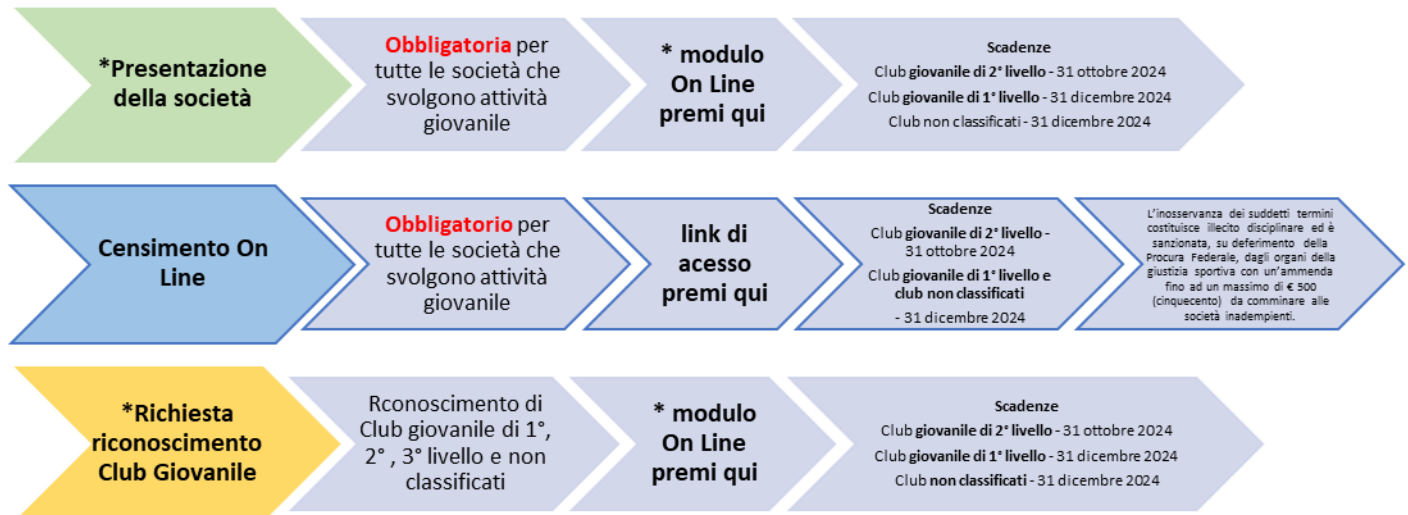 *Presentazione
della società
Obbligatoria per
tutte le società che
svolgono attività
giovanile
* modulo
On Line
premi qui
Scadenze
Club giovanile di 2° livello - 31 ottobre 2024
Club giovanile di 1° livello - 31 dicembre 2024
Club non classificati - 31 dicembre 2024
Censimento On
Line
Obbligatorio per
tutte le società che
svolgono attività
giovanile
link di
acesso
premi qui
Scadenze
Club giovanile di 2° livello -
31 ottobre 2024
Club giovanile di 1° livello e
club non classificati
- 31 dicembre 2024
L'inosservanza dei suddetti termini
costituisce illecito disciplinare ed è
sanzionata, su deferimento della
Procura Federale, dagli organi della
giustizia sportiva con un'ammenda
fino ad un massimo di € 500
(cinquecento) da comminare alle
società inadempienti.
*Richiesta
riconoscimento
Club Giovanile
Rconoscimento di
Club giovanile di 1°,
2° , 3° livello e non
classificati
* modulo
On Line
premi qui
Scadenze
Club giovanile di 2° livello - 31 ottobre 2024
Club giovanile di 1° livello - 31 dicembre 2024
Club non classificati - 31 dicembre 2024